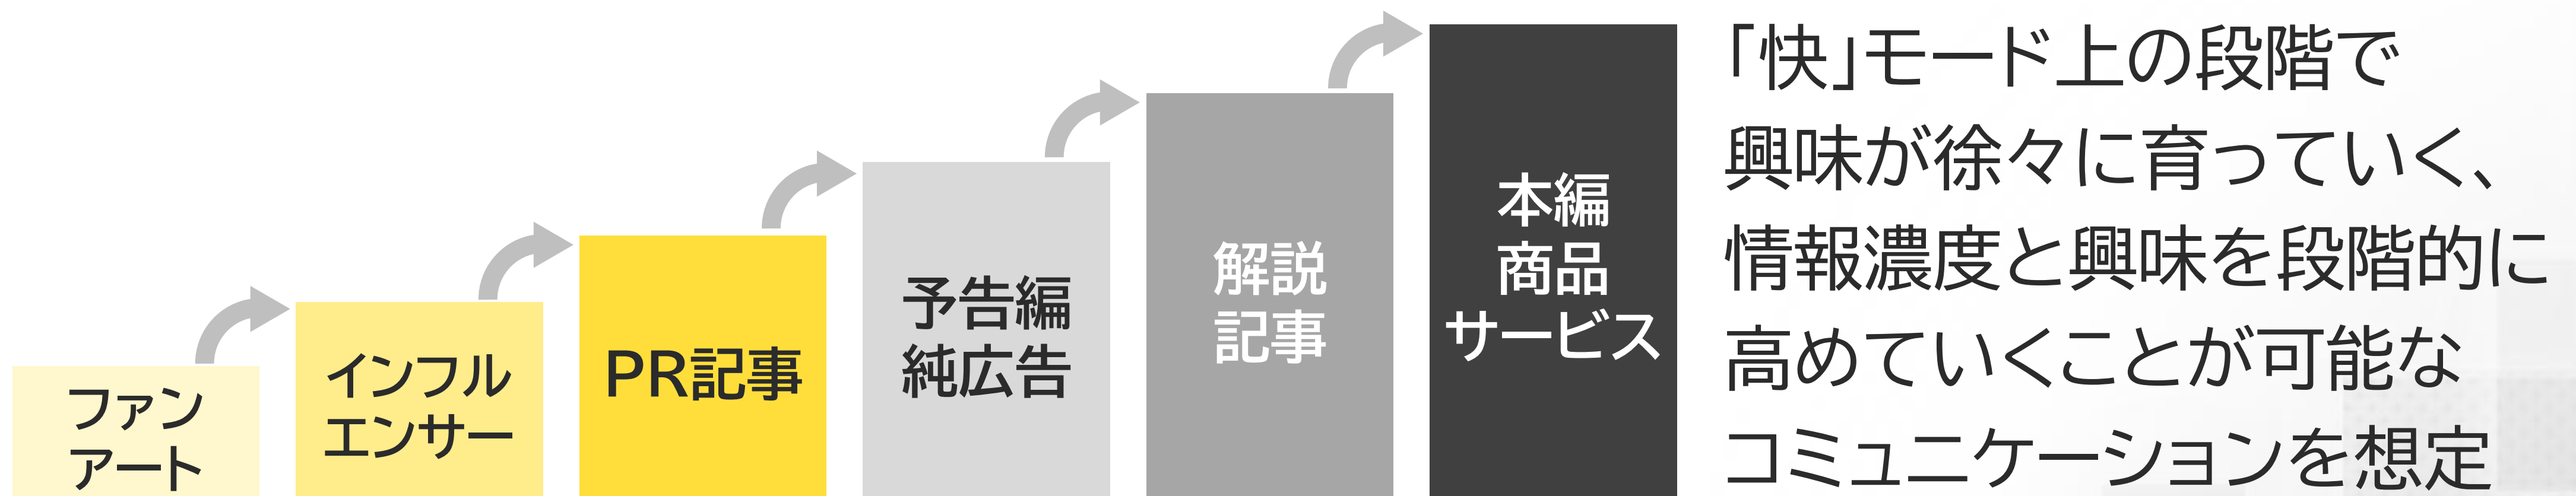 ファン
アート
インフル
エンサー
PR記事
予告編
純広告
解説
記事
本編
商品
サービス
「快」モード上の段階で
興味が徐々に育っていく、
情報濃度と興味を段階的に
高めていくことが可能な
コミュニケーションを想定